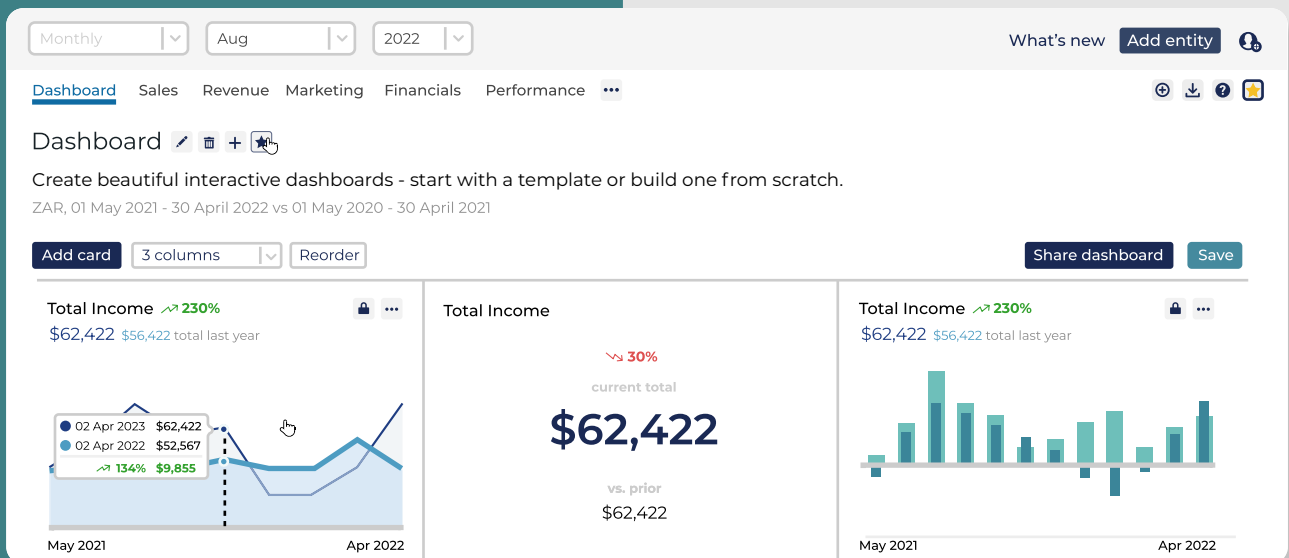 Monthly Aug 2022 What's new Add entity
Dashboard Sales Revenue Marketing Financials Performance
Dashboard
Create beautiful interactive dashboards - start with a template or build one from scratch.
ZAR, 01 May 2021 - 30 April 2022 vs 01 May 2020 - 30 April 2021
Add card 3 columns Reorder Share dashboard Save
Total Income 230%
$62,422 $56,422 total last year
02 Apr 2023 $62,422
02 Apr 2022 $52,567
134% $9,855
May 2021 Apr 2022
Total Income
30%
current total
$62,422
vs. prior
$62,422
Total Income 230%
$62,422 $56,422 total last year
May 2021 Apr 2022